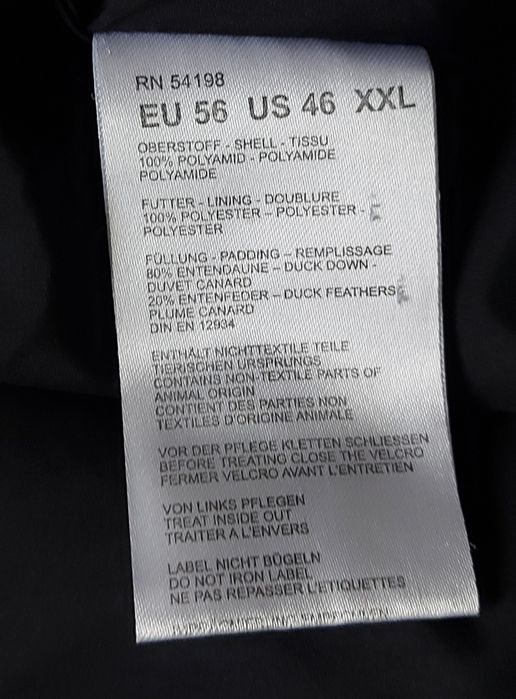 RN 54198
EU 56 US 46 XXL
OBERSTOFF - SHELL - TISSU
100% POLYAMID - POLYAMIDE
POLYAMIDE
FUTTER - LINING - DOUBLURE
100% POLYESTER – POLYESTER -
POLYESTER
FÜLLUNG - PADDING – REMPLISSAGE
80% ENTENDAUNE – DUCK DOWN -
DUVET CANARD
20% ENTENFEDER – DUCK FEATHERS
PLUME CANARD
DIN EN 12934
ENTHÄLT NICHTTEXTILE TEILE
TIERISCHEN URSPRUNGS
CONTAINS NON TEXTILE PARTS OF
ANIMAL ORIGIN
CONTIENT DES PARTIES NON
TEXTILES D'ORIGINE ANIMALE
VOR DER PFLEGE KLETTEN SCHLIESSEN
BEFORE TREATING CLOSE THE VELCRO
FERMER VELCRO AVANT L'ENTRETIEN
VON LINKS PFLEGEN
TREAT INSIDE OUT
TRAITER A L'ENVERS
LABEL NICHT BÜGELN
DO NOT IRON LABEL
NE PAS REPASSER L'ETIQUETTES